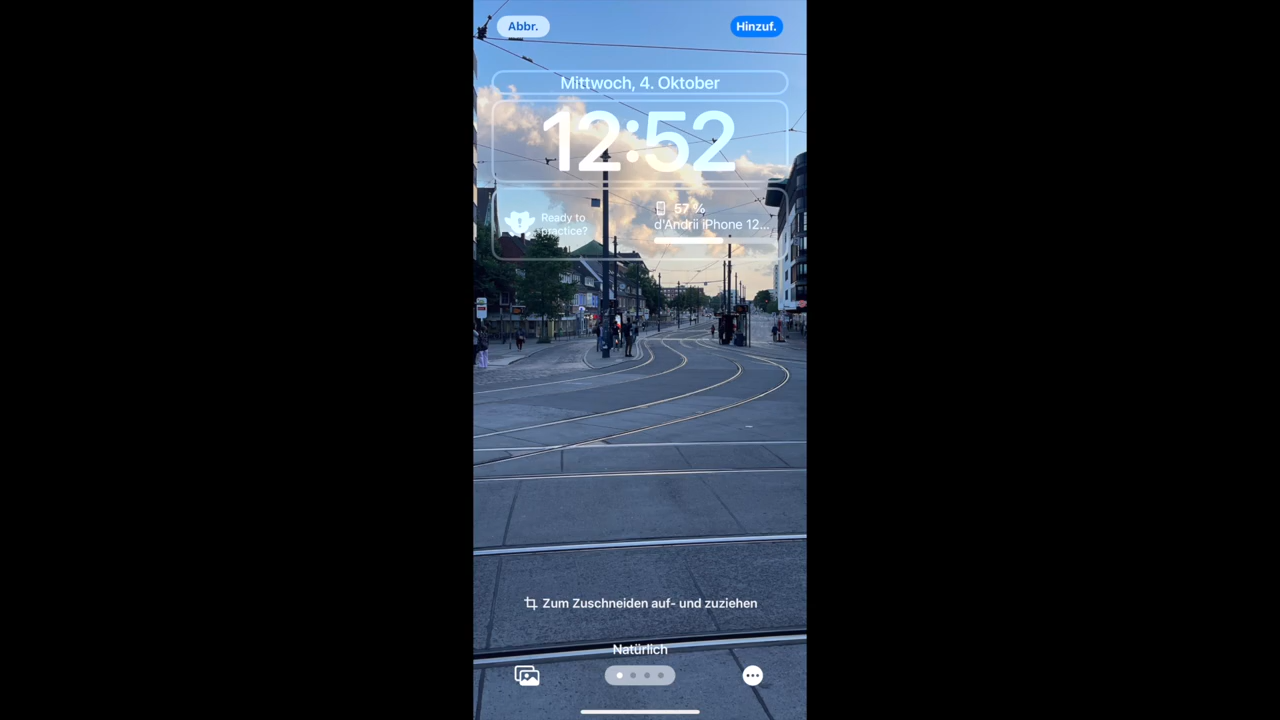 Abbr.
Hinzuf.
Mittwoch, 4. Oktober
12:52
Ready to
practice?
57 %
d'Andrii iPhone 12...
Zum Zuschneiden auf- und zuziehen
Natürlich